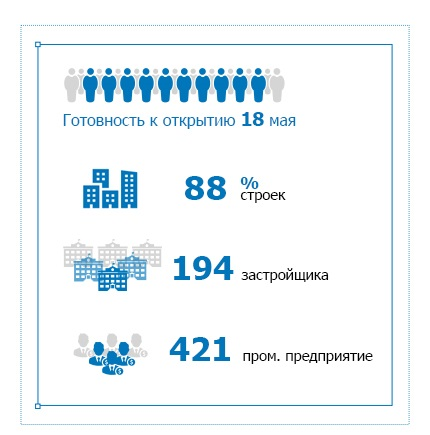 Готовность к открытию 18 мая
88 %
строек
194 застройщика
421 пром. предприятие